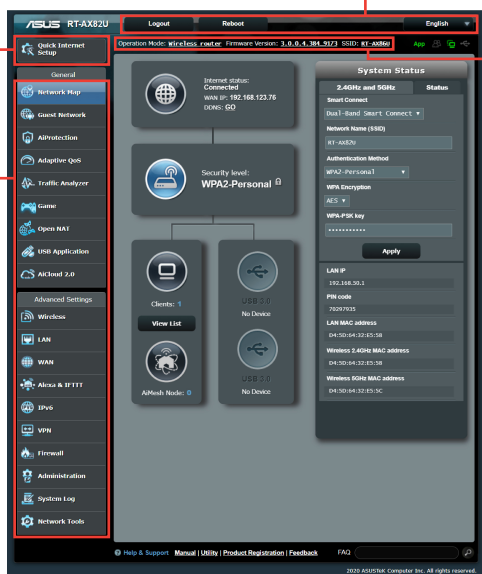 ASUS RT-AX82U
Logout
Reboot
English
Quick Internet
Setup
Operation Mode: Wireless router Firmware Version: 3.0.0.4.384_9173 SSID: RT-AX86U
App
General
Network Map
Guest Network
AiProtection
Adaptive QoS
Traffic Analyzer
Game
Open NAT
USB Application
AiCloud 2.0
Advanced Settings
Wireless
LAN
WAN
Alexa & IFTTT
IPv6
VPN
Firewall
Administration
System Log
Network Tools
Internet status:
Connected
WAN IP: 192.168.123.76
DDNS: GO
Security level:
WPA2-Personal
Clients: 1
View List
AiMesh Node: 0
USB 3.0
No Device
USB 3.0
No Device
System Status
2.4GHz and 5GHz
Status
Smart Connect
Dual-Band Smart Connect
Network Name (SSID)
RT-AX82U
Authentication Method
WPA2-Personal
WPA Encryption
AES
WPA-PSK key
•••••••••••
Apply
LAN IP
192.168.50.1
PIN code
70297935
LAN MAC address
D4:5D:64:32:E5:58
Wireless 2.4GHz MAC address
D4:5D:64:32:E5:58
Wireless 5GHz MAC address
D4:5D:64:32:E5:5C
Help & Support Manual | Utility | Product Registration | Feedback
FAQ
2020 ASUSTeK Computer Inc. All rights reserved.